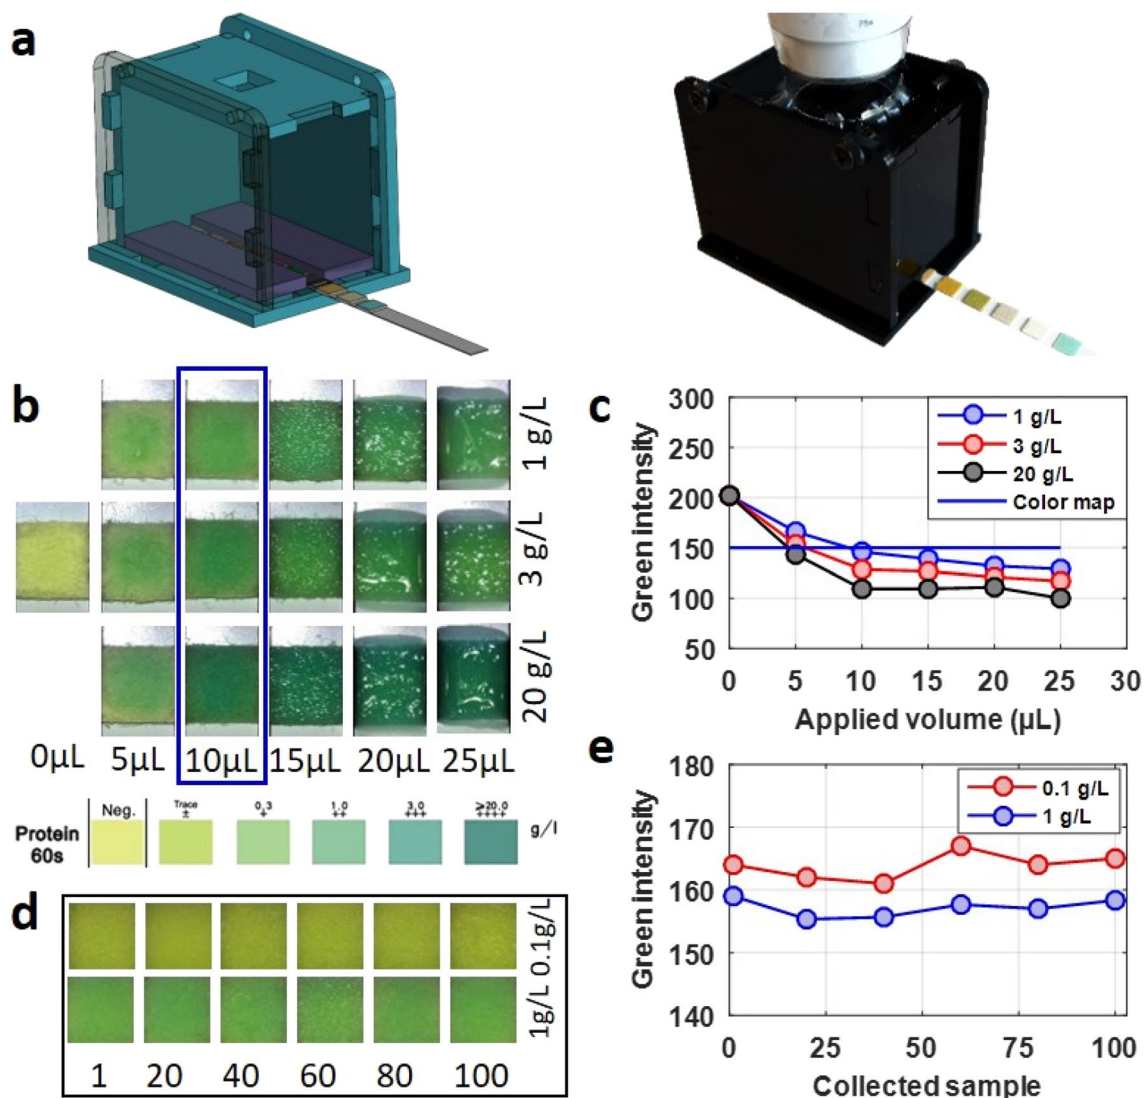 a
b
1 g/L
3 g/L
20 g/L
0µL 5µL 10µL 15µL 20µL 25µL
Neg. Trace 0,3 1,0 3,0 ≥20,0
± + ++ +++ ++++
g/l
Protein
60s
c
300
250
200
150
100
50
Green intensity
1 g/L
3 g/L
20 g/L
Color map
0 5 10 15 20 25 30
Applied volume (µL)
d
0.1g/L
1g/L
1 20 40 60 80 100
e
180
170
160
150
140
Green intensity
0.1 g/L
1 g/L
0 25 50 75 100
Collected sample